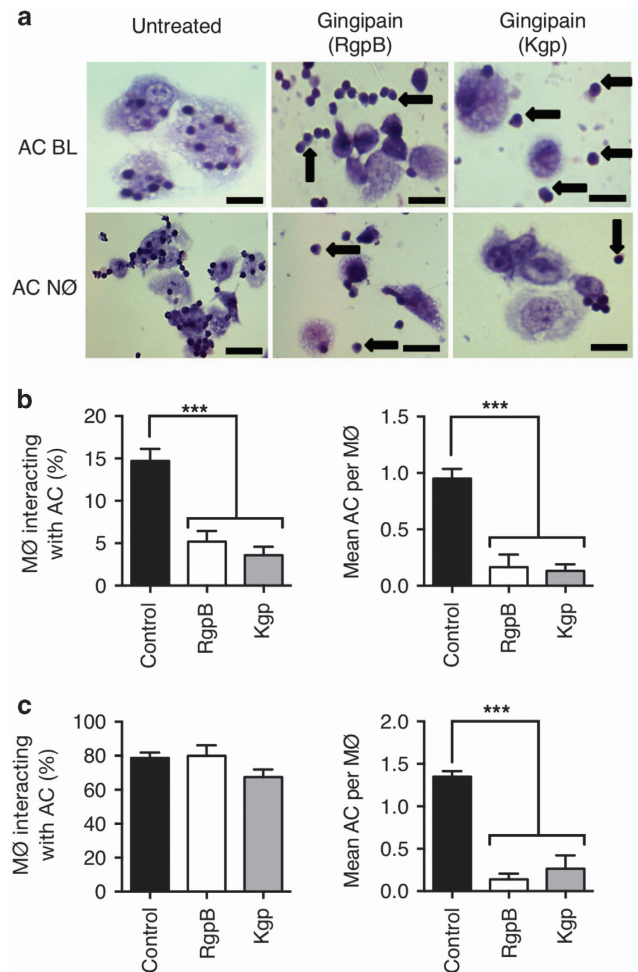 a
Untreated
Gingipain
(RgpB)
Gingipain
(Kgp)
AC BL
AC NØ
b
20
15
10
5
0
MØ interacting
with AC (%)
***
Control
RgpB
Kgp
1.5
1.0
0.5
0.0
Mean AC per MØ
***
Control
RgpB
Kgp
c
100
80
60
40
20
0
MØ interacting
with AC (%)
Control
RgpB
Kgp
2.0
1.5
1.0
0.5
0.0
Mean AC per MØ
***
Control
RgpB
Kgp